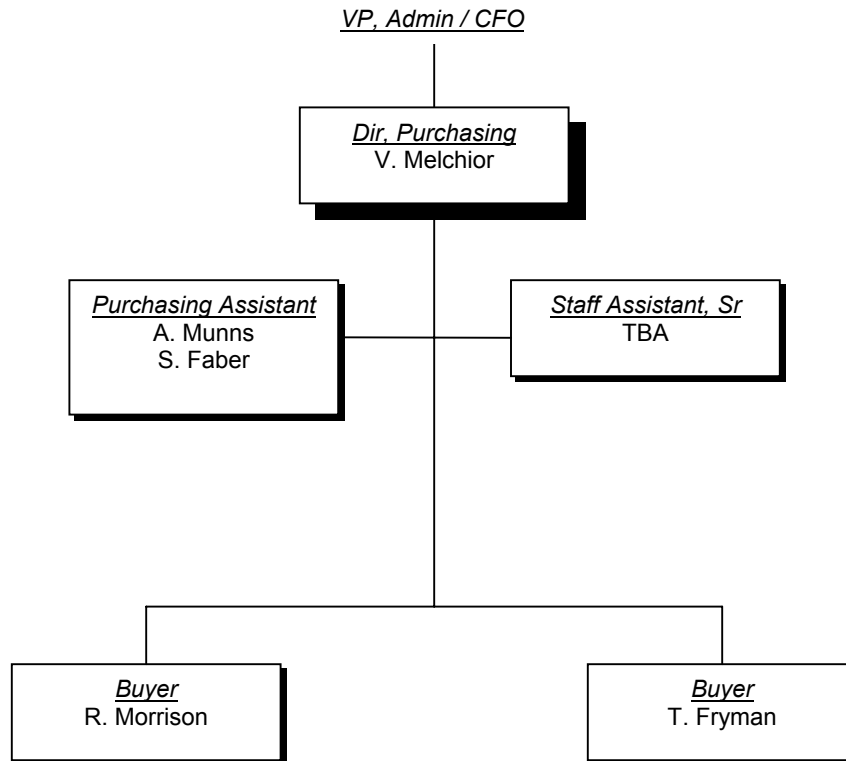 VP, Admin / CFO
Dir, Purchasing
V. Melchior
Purchasing Assistant
A. Munns
S. Faber
Staff Assistant, Sr
TBA
Buyer
R. Morrison
Buyer
T. Fryman